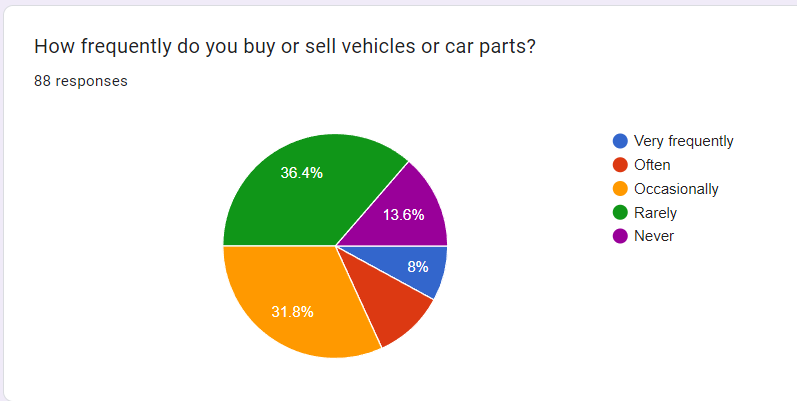 How frequently do you buy or sell vehicles or car parts?
88 responses
36.4%
13.6%
8%
31.8%
Very frequently
Often
Occasionally
Rarely
Never